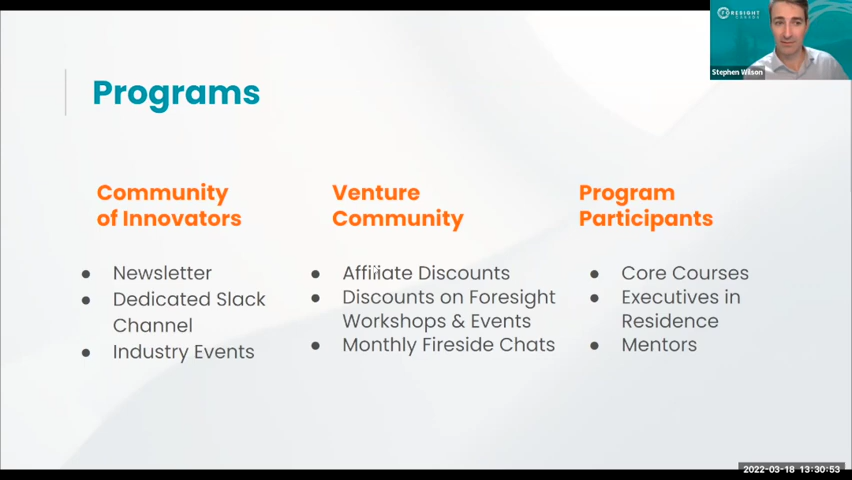 Programs
Community
of Innovators
● Newsletter
● Dedicated Slack
Channel
● Industry Events
Venture
Community
● Affiliate Discounts
● Discounts on Foresight
Workshops & Events
● Monthly Fireside Chats
Program
Participants
● Core Courses
● Executives in
Residence
● Mentors
FORESIGHT
CANADA
Stephen Wilson
2022-03-18 13:30:53